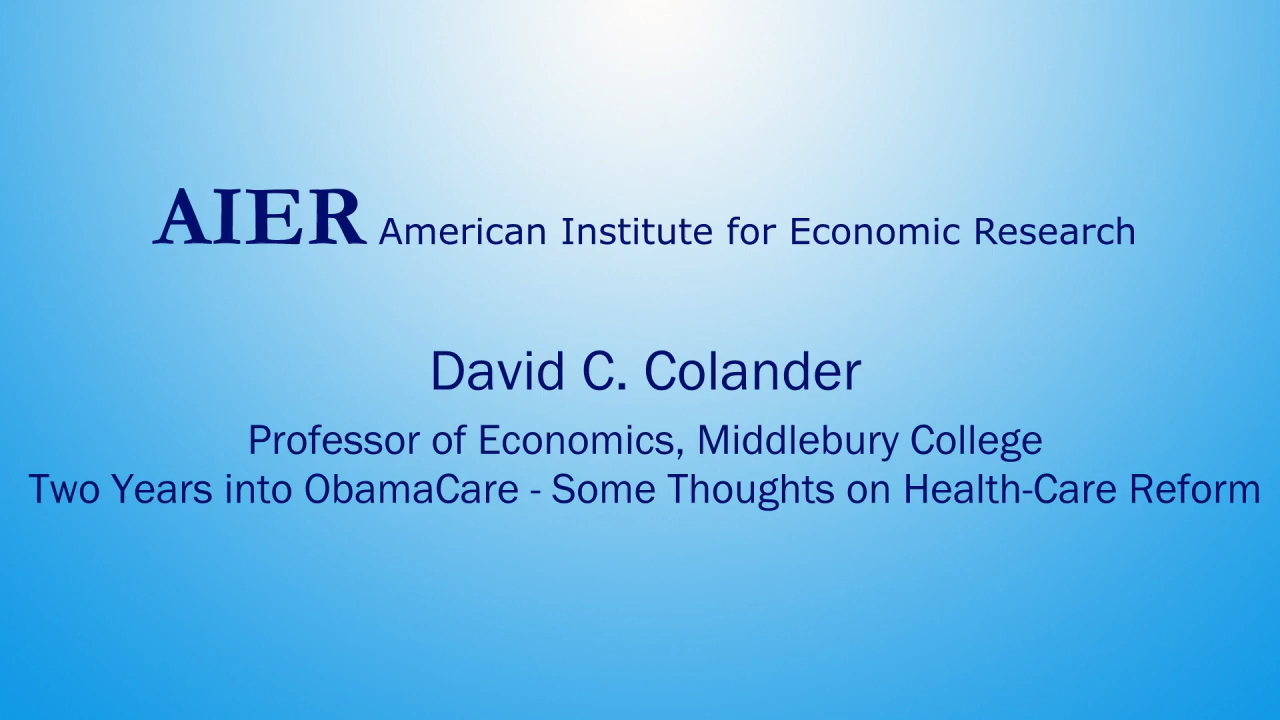 AIER American Institute for Economic Research
David C. Colander
Professor of Economics, Middlebury College
Two Years into ObamaCare - Some Thoughts on Health-Care Reform